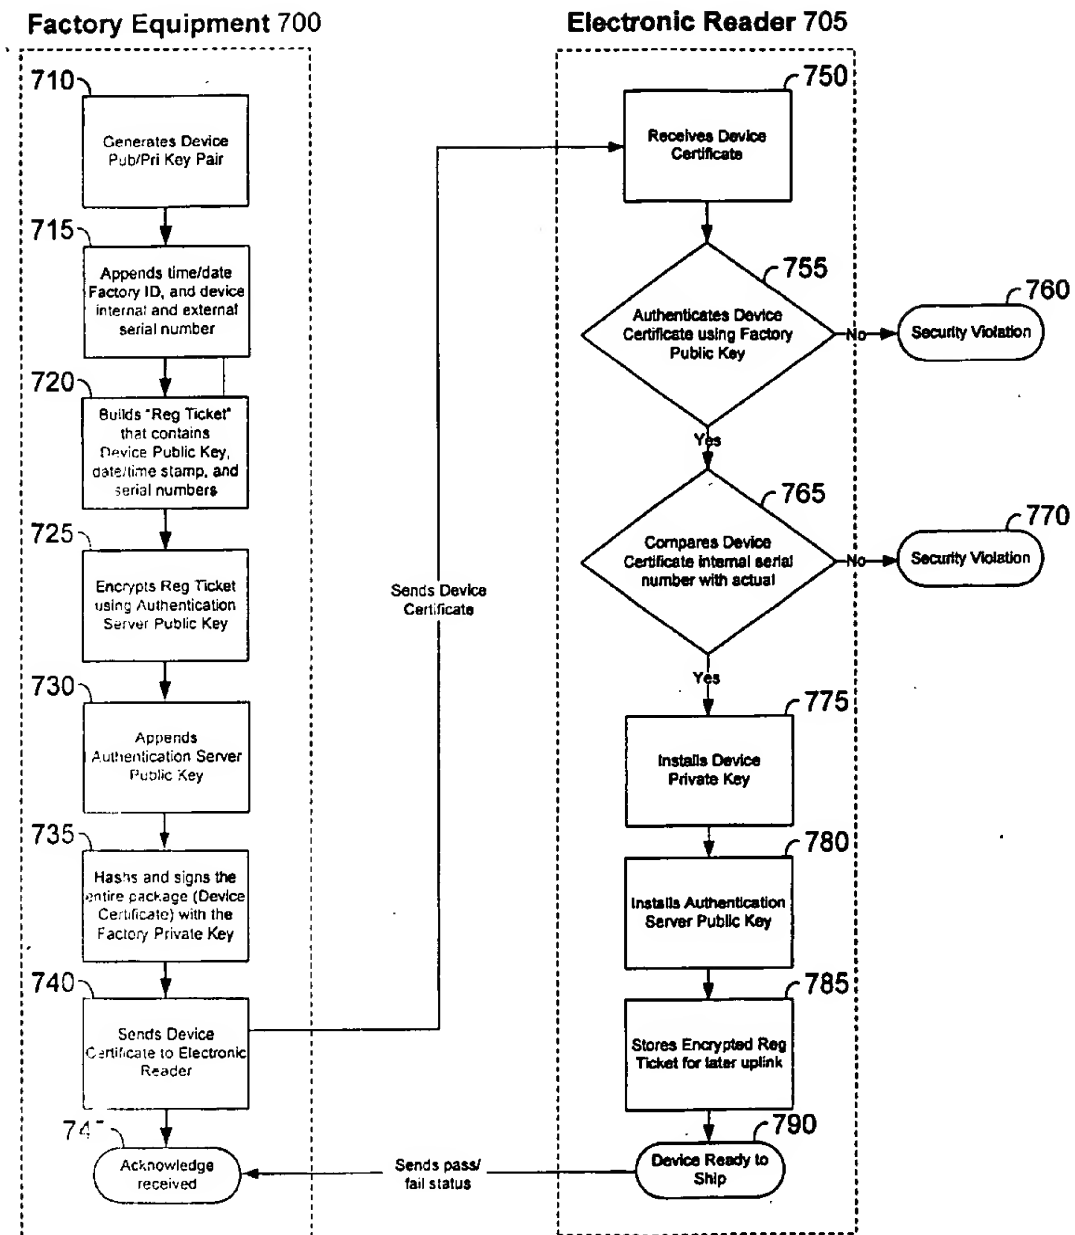 Factory Equipment 700
710
Generates Device
Pub/Pri Key Pair
715
Appends time/date
Factory ID, and device
internal and external
serial number
720
Builds "Reg Ticket"
that contains
Device Public Key,
date/time stamp, and
serial numbers
725
Encrypts Reg Ticket
using Authentication
Server Public Key
730
Appends
Authentication Server
Public Key
735
Hashs and signs the
entire package (Device
Certificate) with the
Factory Private Key
740
Sends Device
Certificate to Electronic
Reader
Acknowledge
received
Sends Device
Certificate
Sends pass/
fail status
Electronic Reader 705
750
Receives Device
Certificate
755
Authenticates Device
Certificate using Factory
Public Key
No
760
Security Violation
Yes
765
Compares Device
Certificate internal serial
number with actual
No
770
Security Violation
Yes
775
Installs Device
Private Key
780
Installs Authentication
Server Public Key
785
Stores Encrypted Reg
Ticket for later uplink
790
Device Ready to
Ship